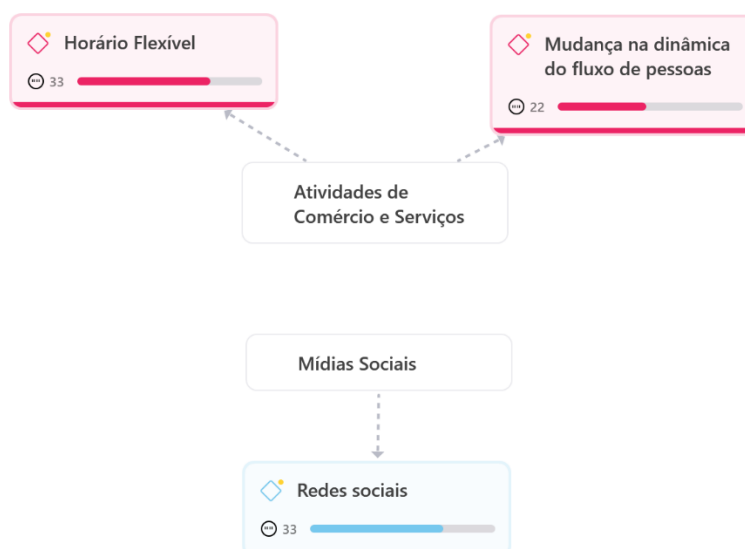 Horário Flexível
33
Mudança na dinâmica
do fluxo de pessoas
22
Atividades de
Comércio e Serviços
Mídias Sociais
Redes sociais
33